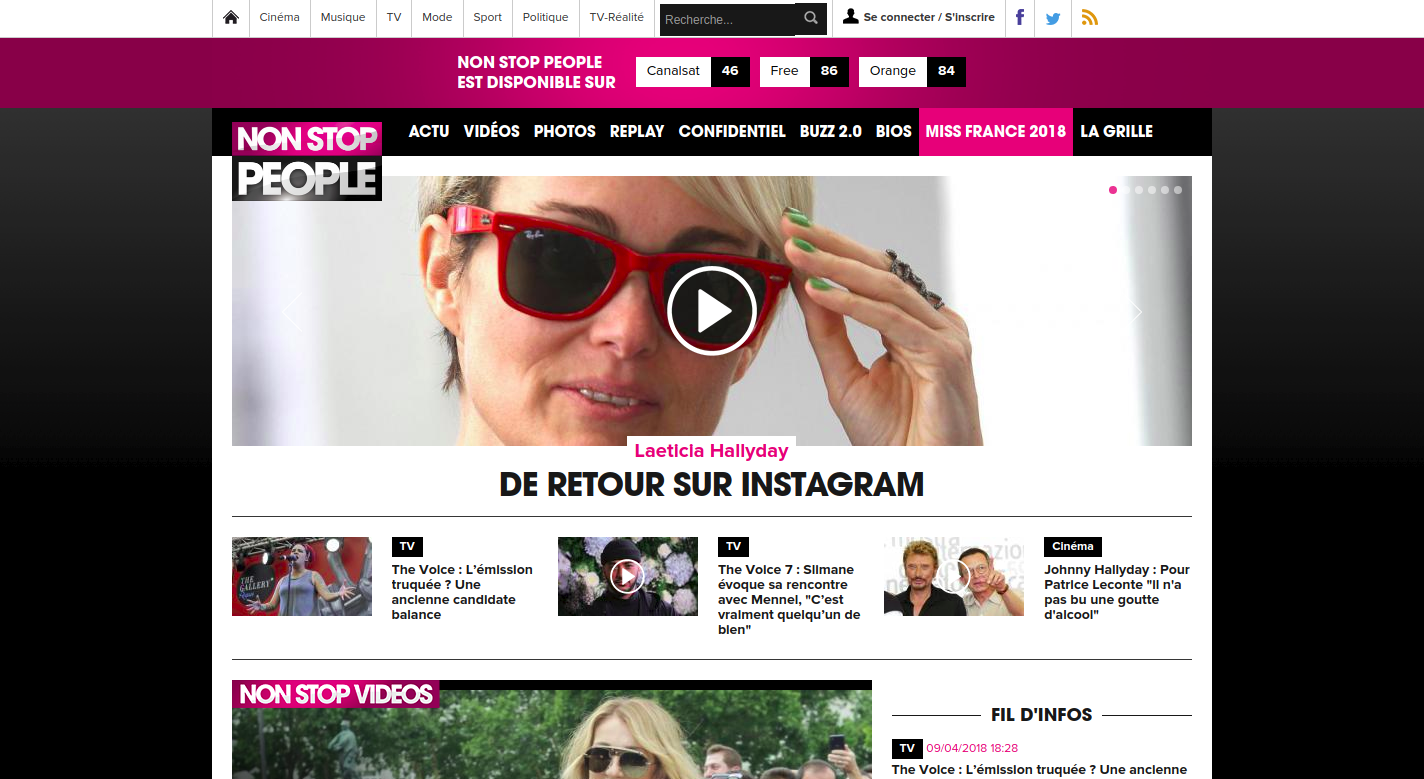 Cinéma
Musique
TV
Mode
Sport
Politique
TV-Réalité
Recherche...
Se connecter / S'inscrire
NON STOP PEOPLE
EST DISPONIBLE SUR
Canalsat 46
Free 86
Orange 84
NON STOP
PEOPLE
ACTU
VIDÉOS
PHOTOS
REPLAY
CONFIDENTIEL
BUZZ 2.0
BIOS
MISS FRANCE 2018
LA GRILLE
Ray-Ban
Laeticia Hallyday
DE RETOUR SUR INSTAGRAM
THE
GALLERY
TV
The Voice : L'émission
truquée ? Une
ancienne candidate
balance
TV
The Voice 7 : Slimane
évoque sa rencontre
avec Mennel, "C'est
vraiment quelqu'un de
bien"
Cinéma
Johnny Hallyday : Pour
Patrice Leconte "il n'a
pas bu une goutte
d'alcool"
NON STOP VIDEOS
FIL D'INFOS
TV 09/04/2018 18:28
The Voice : L'émission truquée ? Une ancienne